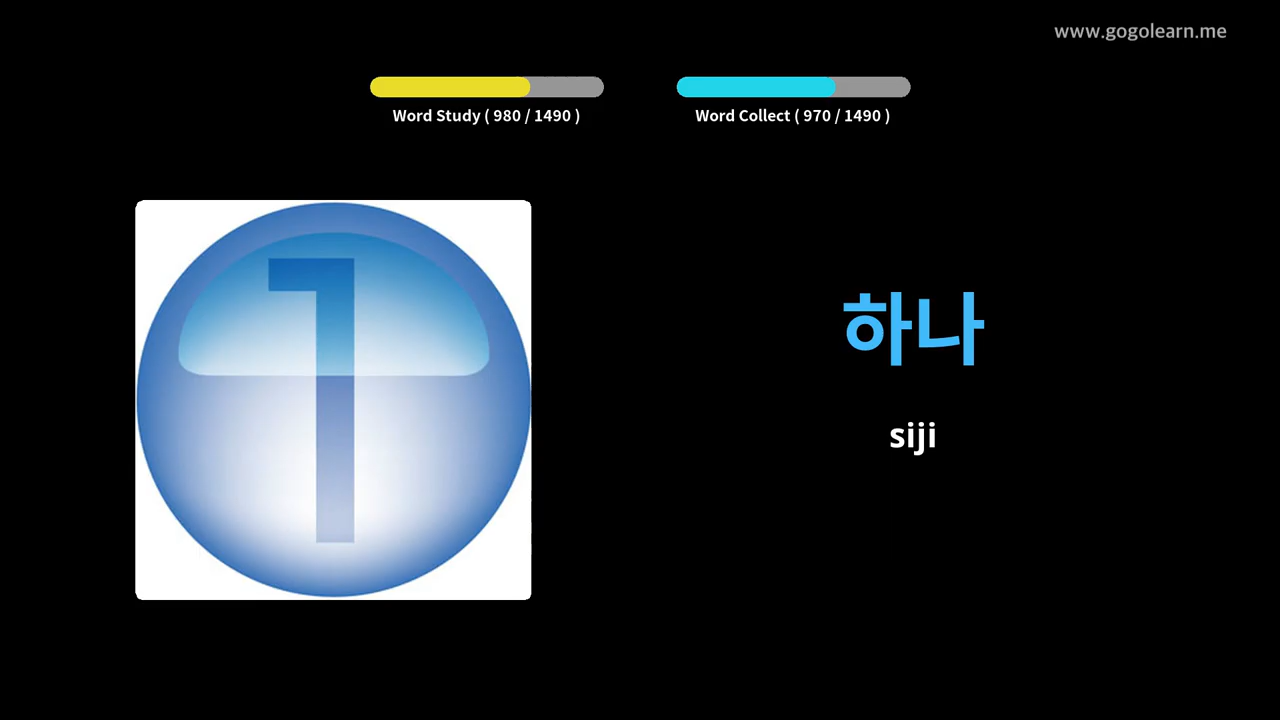 www.gogolearn.me
Word Study ( 980 / 1490 )
Word Collect ( 970 / 1490 )
1
하나
siji